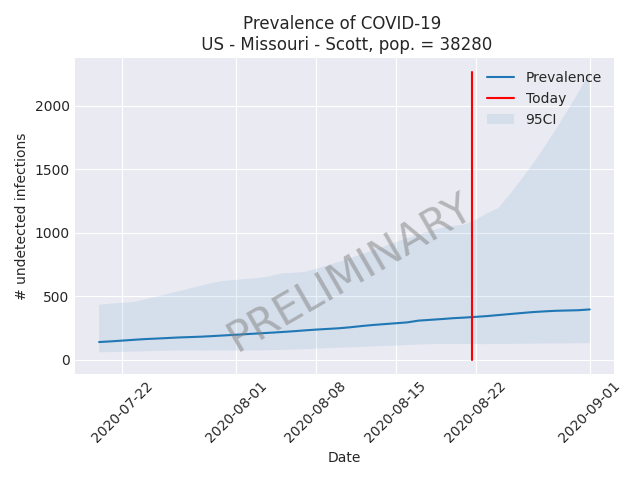 Prevalence of COVID-19
US - Missouri - Scott, pop. = 38280
Prevalence
Today
95CI
# undetected infections
2000
1500
1000
500
0
PRELIMINARY
2020-07-22
2020-08-01
2020-08-08
2020-08-15
2020-08-22
2020-09-01
Date